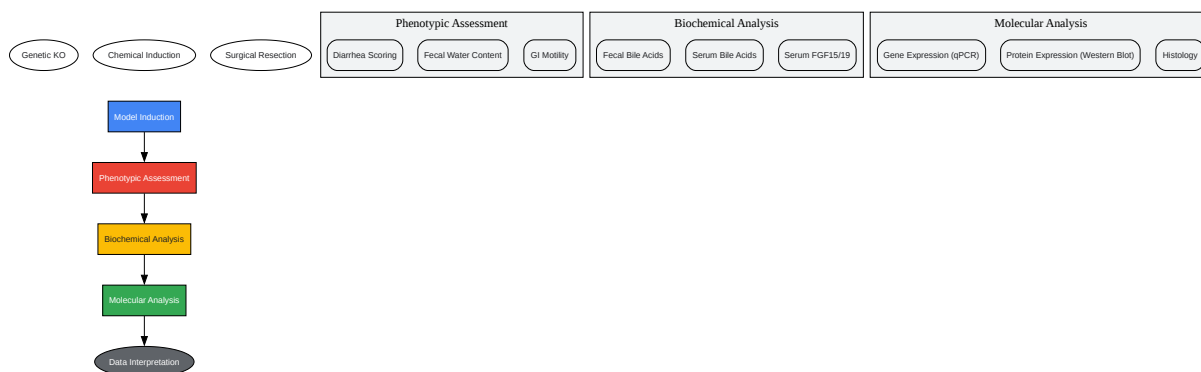 Phenotypic Assessment
Biochemical Analysis
Molecular Analysis
Genetic KO
Chemical Induction
Surgical Resection
Diarrhea Scoring
Fecal Water Content
GI Motility
Fecal Bile Acids
Serum Bile Acids
Serum FGF15/19
Gene Expression (qPCR)
Protein Expression (Western Blot)
Histology
Model Induction
Phenotypic Assessment
Biochemical Analysis
Molecular Analysis
Data Interpretation